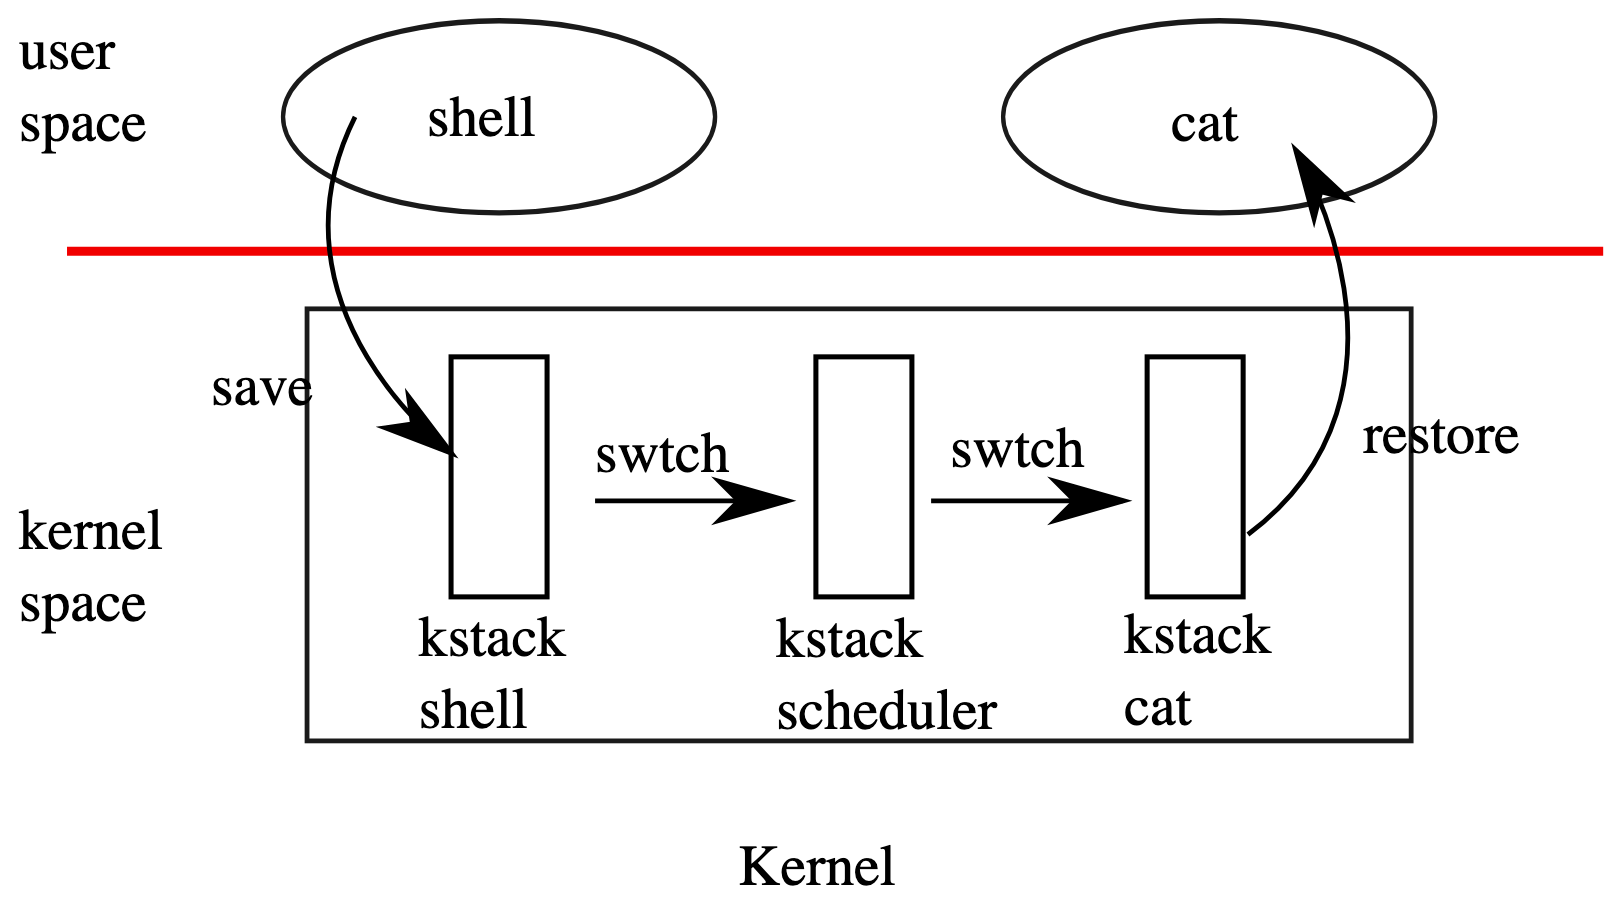 user
space
shell
cat
save
swtch
swtch
restore
kernel
space
kstack
shell
kstack
scheduler
kstack
cat
Kernel